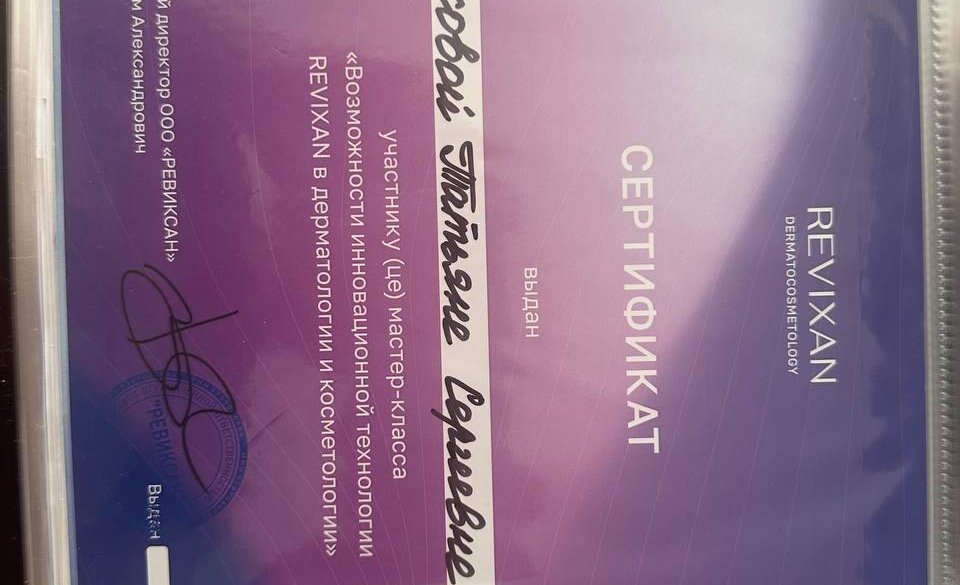 REVIXAN
DERMATOCOSMETOLOGY
СЕРТИФИКАТ
выдан
совой Татьяне Сергеевне
участнику (це) мастер-класса
«Возможности инновационной технологии
REVIXAN в дерматологии и косметологии»
й директор ООО «РЕВИКСАН»
м Александрович
Выдан